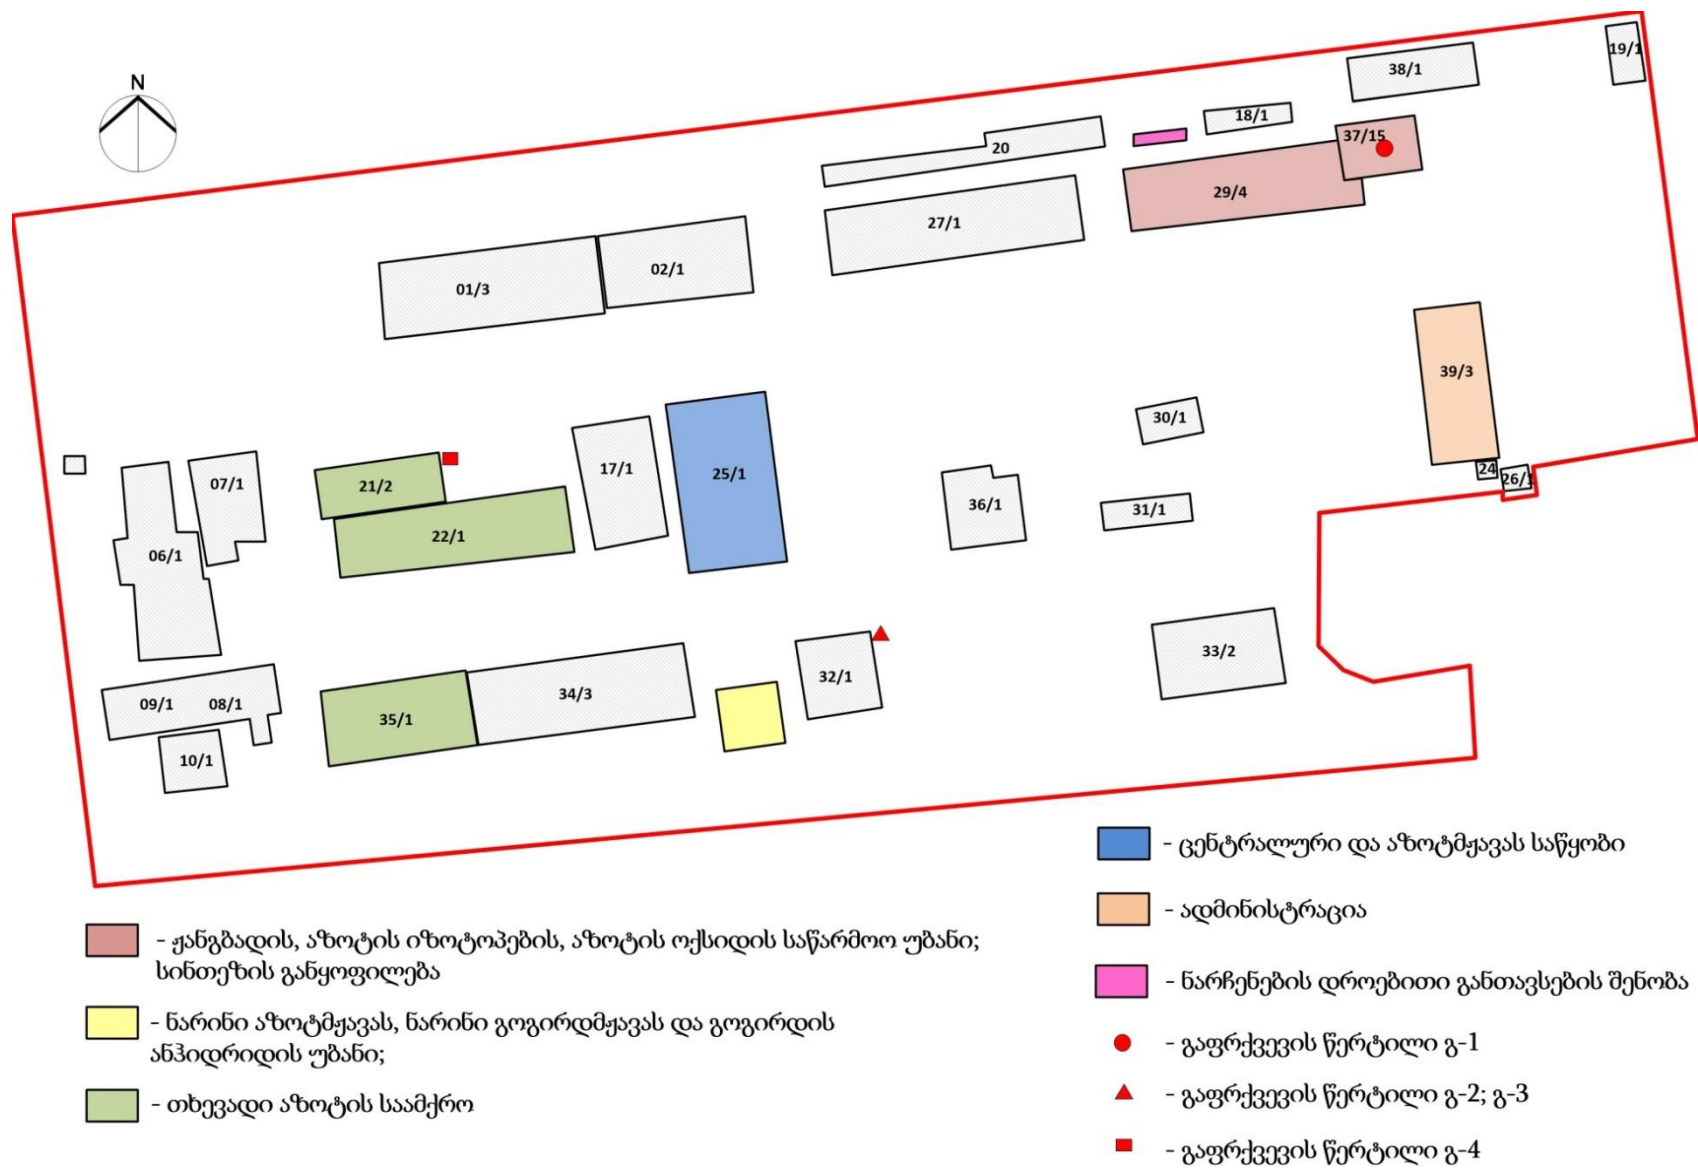 N
19/1
38/1
18/1
37/15
20
29/4
27/1
02/1
01/3
39/3
30/1
17/1
25/1
24
26/1
07/1
21/2
36/1
31/1
22/1
06/1
33/2
32/1
34/3
09/1 08/1
35/1
10/1
- ჟანგბადის, აზოტის იზოტოპების, აზოტის ოქსიდის საწარმოო უბანი;
სინთეზის განყოფილება
- ნარინი აზოტმჟავას, ნარინი გოგირდმჟავას და გოგირდის
ანჰიდრიდის უბანი;
- თხევადი აზოტის საამქრო
- ცენტრალური და აზოტმჟავას საწყობი
- ადმინისტრაცია
- ნარჩენების დროებითი განთავსების შენობა
- გაფრქვევის წერტილი გ-1
- გაფრქვევის წერტილი გ-2; გ-3
- გაფრქვევის წერტილი გ-4